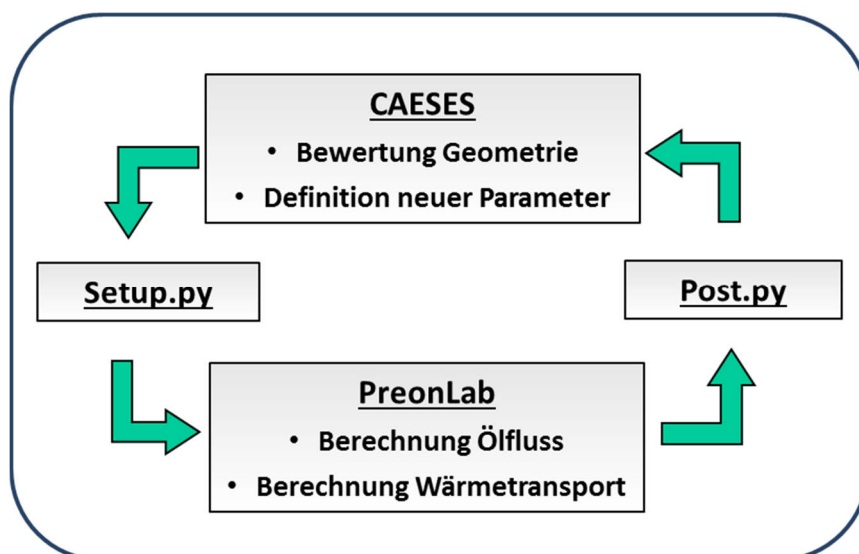 CAESES
• Bewertung Geometrie
• Definition neuer Parameter
Setup.py
Post.py
PreonLab
• Berechnung Ölfluss
• Berechnung Wärmetransport